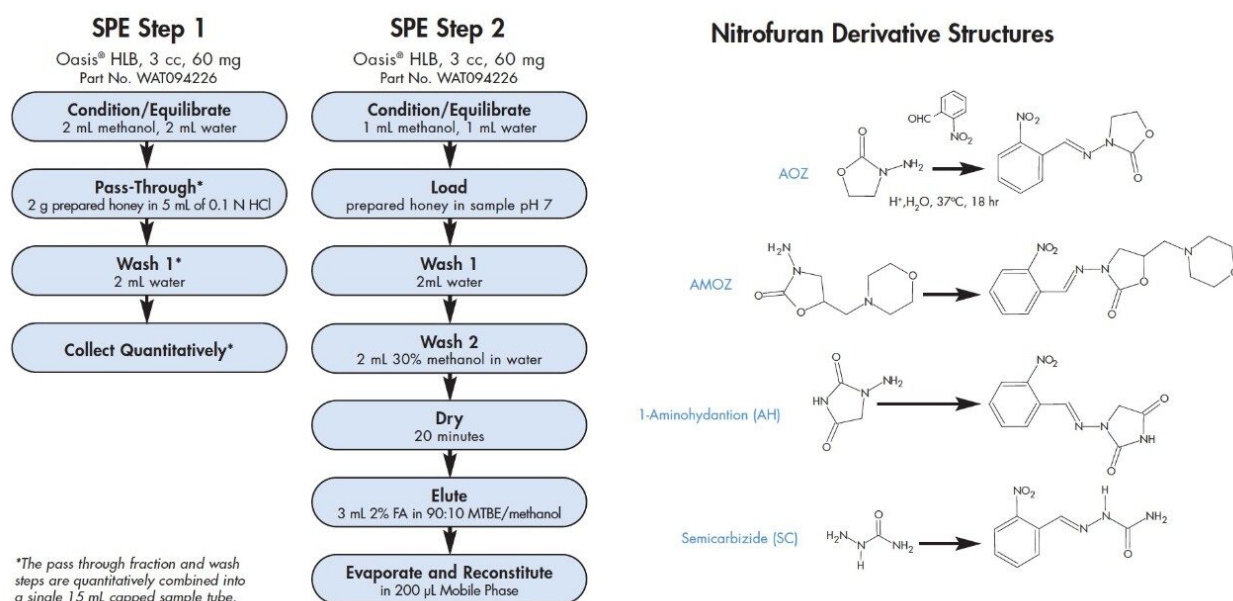 SPE Step 1
Oasis® HLB, 3 cc, 60 mg
Part No. WAT094226
Condition/Equilibrate
2 mL methanol, 2 mL water
Pass-Through*
2 g prepared honey in 5 mL of 0.1 N HCl
Wash 1*
2 mL water
Collect Quantitatively*
*The pass through fraction and wash
steps are quantitatively combined into
a single 15 mL capped sample tube.
SPE Step 2
Oasis® HLB, 3 cc, 60 mg
Part No. WAT094226
Condition/Equilibrate
1 mL methanol, 1 mL water
Load
prepared honey in sample pH 7
Wash 1
2mL water
Wash 2
2 mL 30% methanol in water
Dry
20 minutes
Elute
3 mL 2% FA in 90:10 MTBE/methanol
Evaporate and Reconstitute
in 200 µL Mobile Phase
Nitrofuran Derivative Structures
AOZ
O
O
N
NH₂
OHC
NO₂
H⁺,H₂O, 37ºC, 18 hr
NO₂
N
N
O
O
AMOZ
H₂N
N
O
O
N
O
NO₂
N
N
O
O
N
O
1-Aminohydantion (AH)
O
HN
N
NH₂
O
NO₂
N
N
O
NH
O
Semicarbizide (SC)
H₂N
N
H
O
NH₂
NO₂
N
H
N
O
NH₂